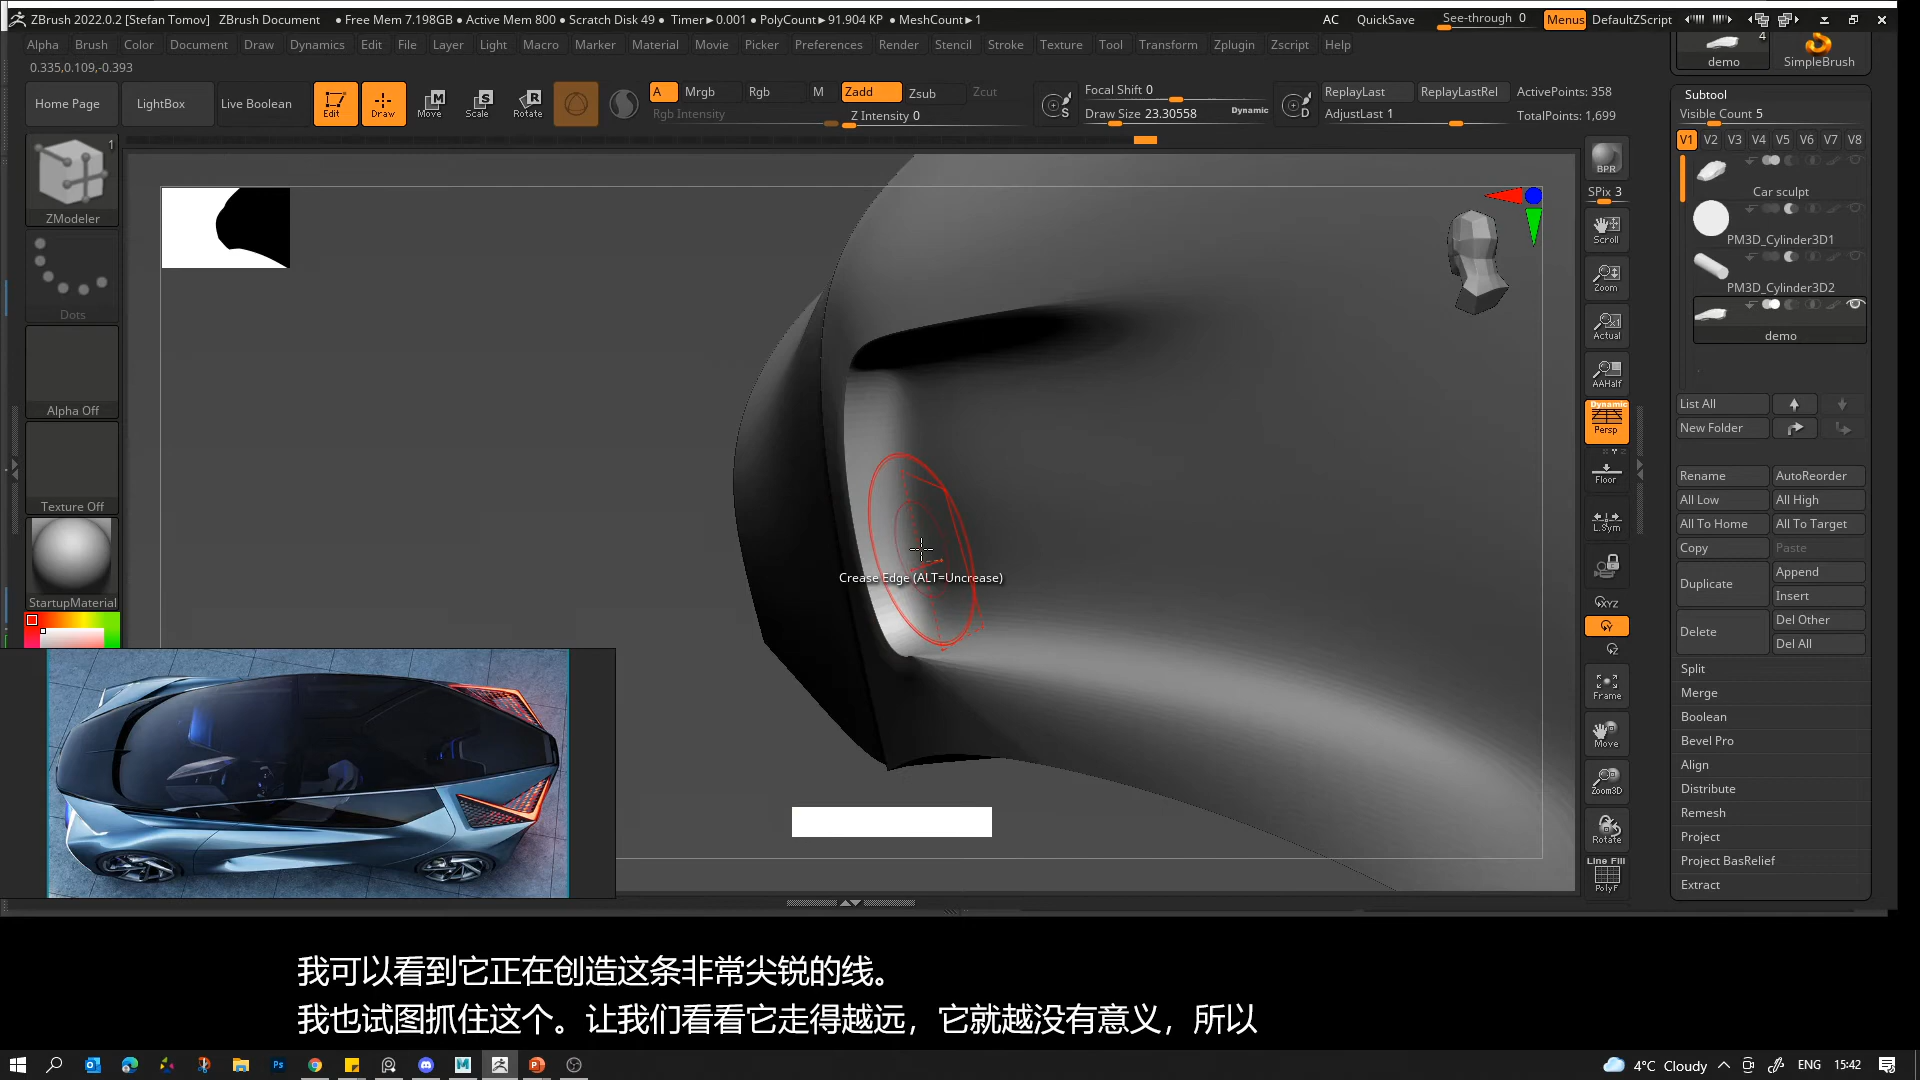 ZBrush 2022.0.2 [Stefan Tomov] ZBrush Document ● Free Mem 7.198GB ● Active Mem 800 ● Scratch Disk 49 ● Timer►0.001 ● PolyCount►91.904 KP ● MeshCount►1 AC QuickSave See-through 0 Menus DefaultZScript
Alpha Brush Color Document Draw Dynamics Edit File Layer Light Macro Marker Material Movie Picker Preferences Render Stencil Stroke Texture Tool Transform Zplugin Zscript Help
0.335,0.109,-0.393
Home Page LightBox Live Boolean Edit Draw Move Scale Rotate A Mrgb Rgb M Zadd Zsub Zcut
Rgb Intensity Z Intensity 0
S Focal Shift 0 D ReplayLast ReplayLastRel ActivePoints: 358
Draw Size 23.30558 Dynamic AdjustLast 1 TotalPoints: 1,699
1
ZModeler
Dots
Alpha Off
Texture Off
StartupMaterial
Crease Edge (ALT=Uncrease)
BPR
SPix 3
Scroll
Zoom
Actual
AAHalf
Dynamic
Persp
Floor
L.Sym
XYZ
Y
Z
Frame
Move
Zoom3D
Rotate
Line Fill
PolyF
demo
4
SimpleBrush
Subtool
Visible Count 5
V1 V2 V3 V4 V5 V6 V7 V8
Car sculpt
PM3D_Cylinder3D1
PM3D_Cylinder3D2
demo
List All
New Folder
Rename AutoReorder
All Low All High
All To Home All To Target
Copy Paste
Duplicate Append
Insert
Delete Del Other
Del All
Split
Merge
Boolean
Bevel Pro
Align
Distribute
Remesh
Project
Project BasRelief
Extract
我可以看到它正在创造这条非常尖锐的线。
我也试图抓住这个。让我们看看它走得越远，它就越没有意义，所以
4°C Cloudy ENG 15:42